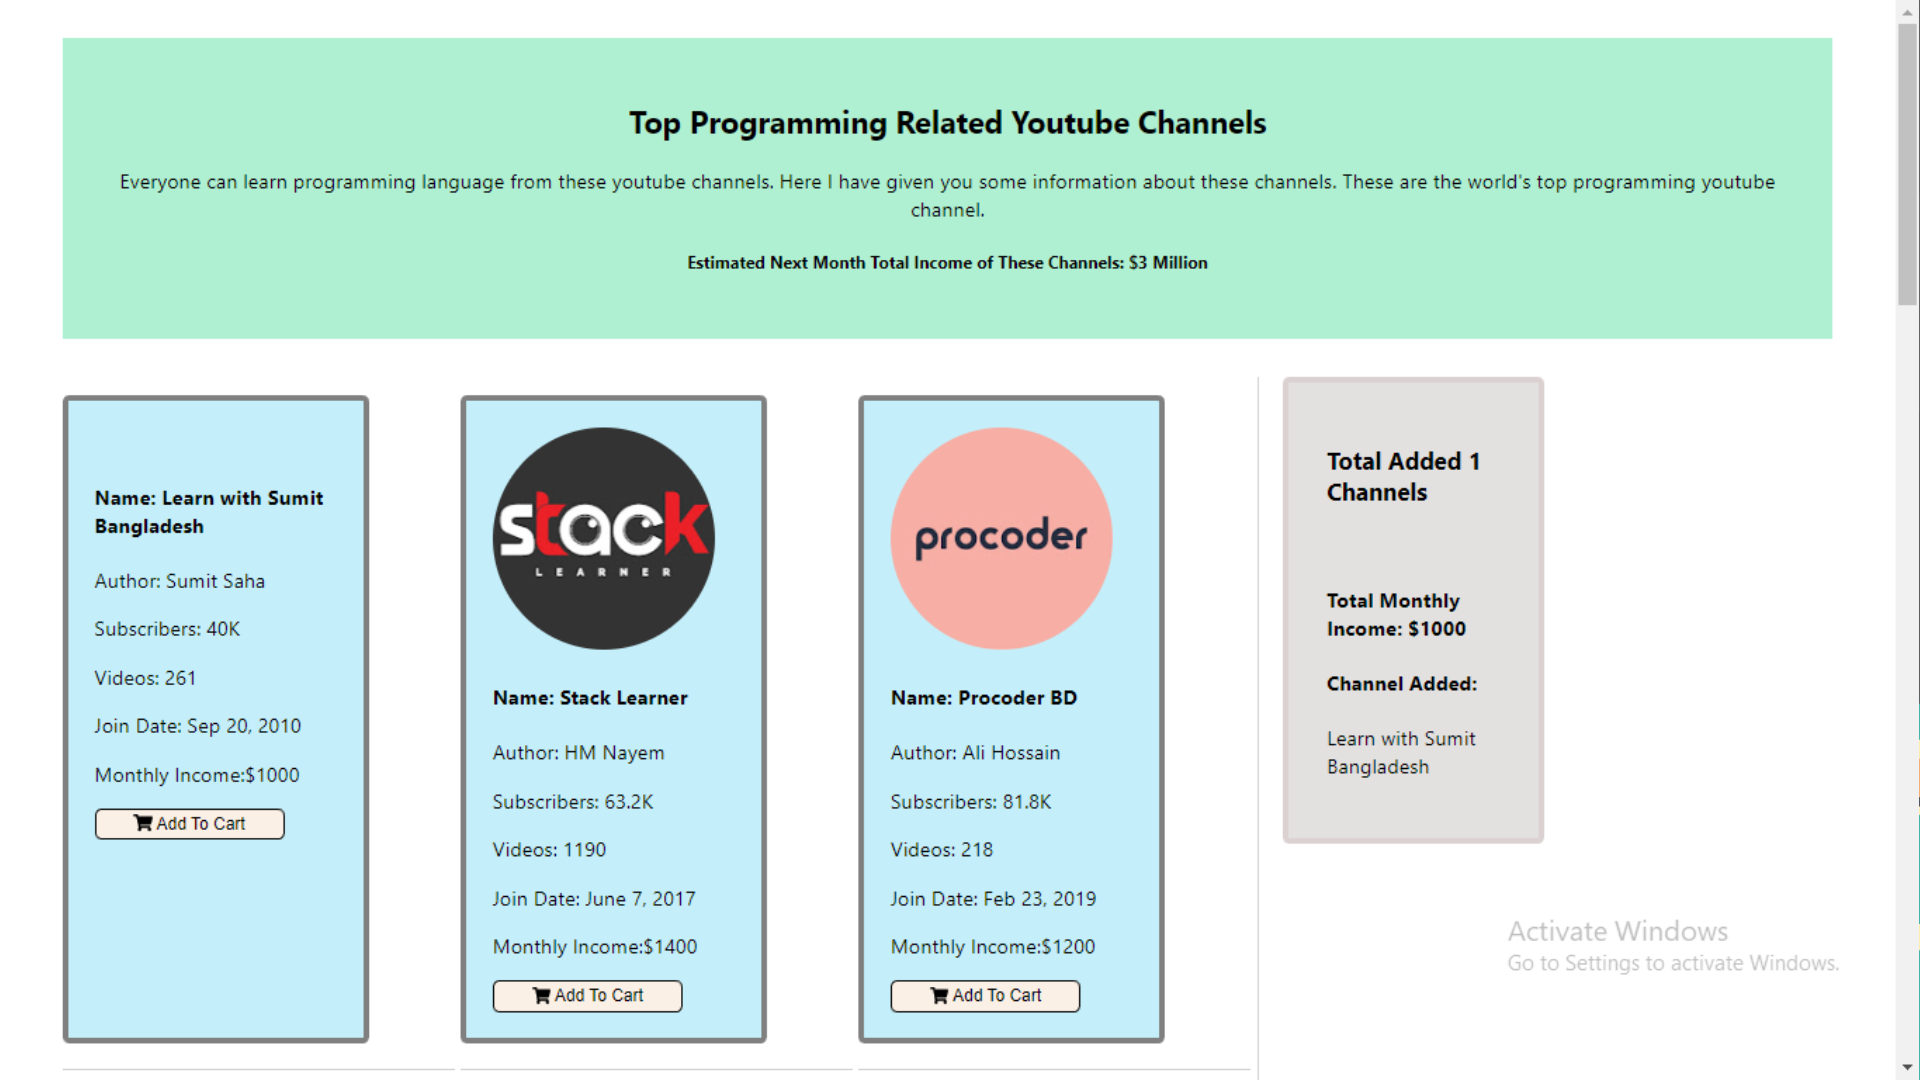 Top Programming Related Youtube Channels
Everyone can learn programming language from these youtube channels. Here I have given you some information about these channels. These are the world's top programming youtube
channel.
Estimated Next Month Total Income of These Channels: $3 Million
Name: Learn with Sumit
Bangladesh
Author: Sumit Saha
Subscribers: 40K
Videos: 261
Join Date: Sep 20, 2010
Monthly Income:$1000
Add To Cart
stack
LEARNER
Name: Stack Learner
Author: HM Nayem
Subscribers: 63.2K
Videos: 1190
Join Date: June 7, 2017
Monthly Income:$1400
Add To Cart
procoder
Name: Procoder BD
Author: Ali Hossain
Subscribers: 81.8K
Videos: 218
Join Date: Feb 23, 2019
Monthly Income:$1200
Add To Cart
Total Added 1
Channels
Total Monthly
Income: $1000
Channel Added:
Learn with Sumit
Bangladesh
Activate Windows
Go to Settings to activate Windows.